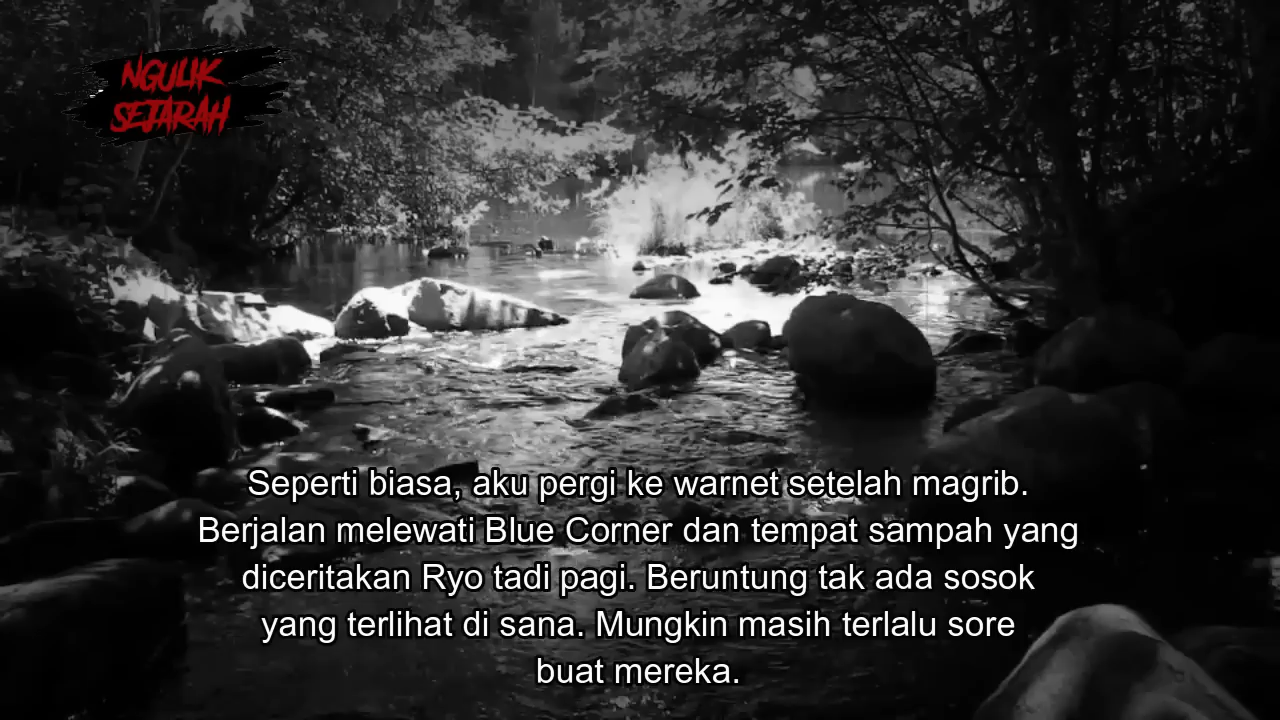 NGULIK
SEJARAH
Seperti biasa, aku pergi ke warnet setelah magrib.
Berjalan melewati Blue Corner dan tempat sampah yang
diceritakan Ryo tadi pagi. Beruntung tak ada sosok
yang terlihat di sana. Mungkin masih terlalu sore
buat mereka.